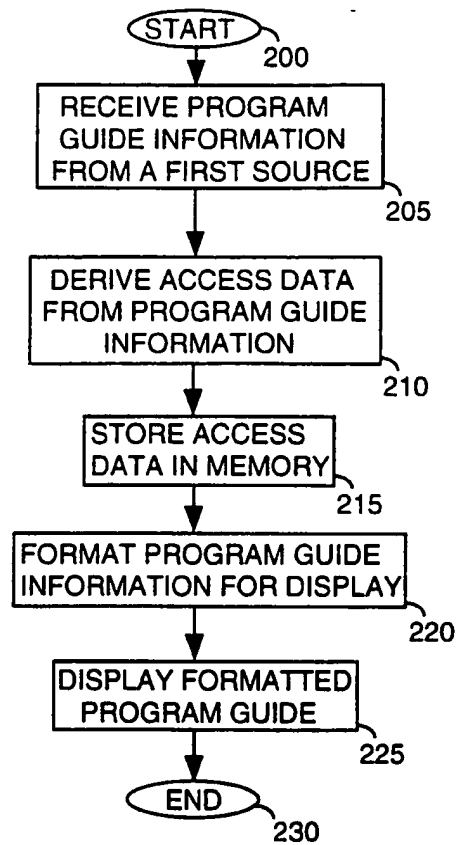 START
200
RECEIVE PROGRAM
GUIDE INFORMATION
FROM A FIRST SOURCE
205
DERIVE ACCESS DATA
FROM PROGRAM GUIDE
INFORMATION
210
STORE ACCESS
DATA IN MEMORY
215
FORMAT PROGRAM GUIDE
INFORMATION FOR DISPLAY
220
DISPLAY FORMATTED
PROGRAM GUIDE
225
END
230